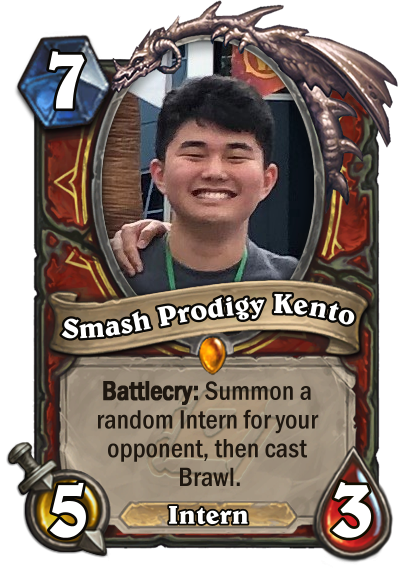 7
Smash Prodigy Kento
Battlecry: Summon a
random Intern for your
opponent, then cast
Brawl.
5
Intern
3